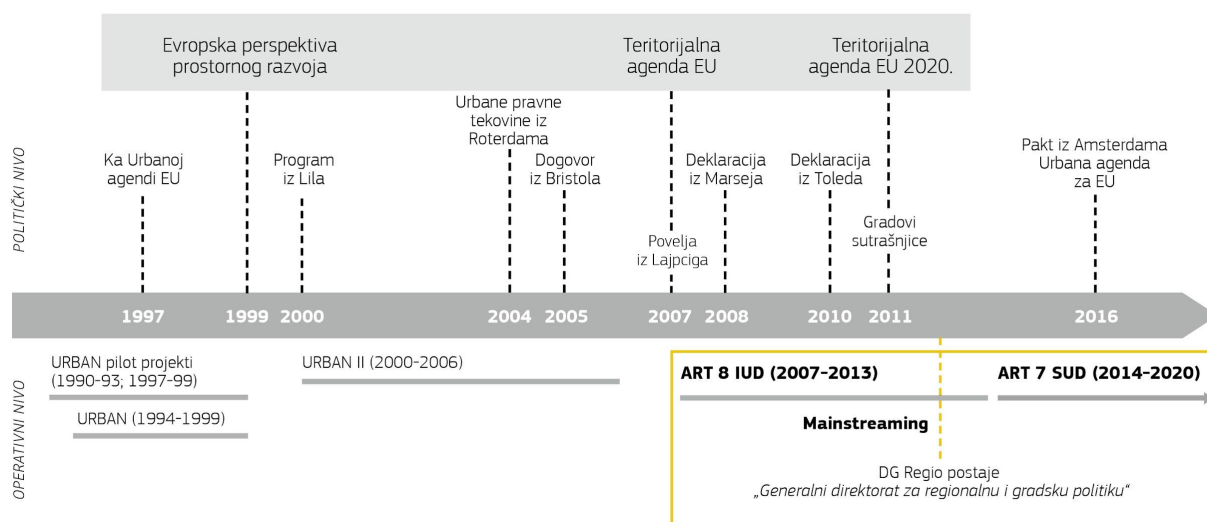 Evropska perspektiva
prostornog razvoja
Teritorijalna
agenda EU
Teritorijalna
agenda EU 2020.
POLITIČKI NIVO
Ka Urbanoj
agendi EU
Program
iz Lila
Urbane pravne
tekovine iz
Roterdama
Dogovor
iz Bristola
Povelja
iz Lajpciga
Deklaracija
iz Marseja
Deklaracija
iz Toleda
Gradovi
sutrašnjice
Pakt iz Amsterdama
Urbana agenda
za EU
1997 1999 2000 2004 2005 2007 2008 2010 2011 2016
OPERATIVNI NIVO
URBAN pilot projekti
(1990-93; 1997-99)
URBAN (1994-1999)
URBAN II (2000-2006)
ART 8 IUD (2007-2013)
ART 7 SUD (2014-2020)
Mainstreaming
DG Regio postaje
„Generalni direktorat za regionalnu i gradsku politiku“